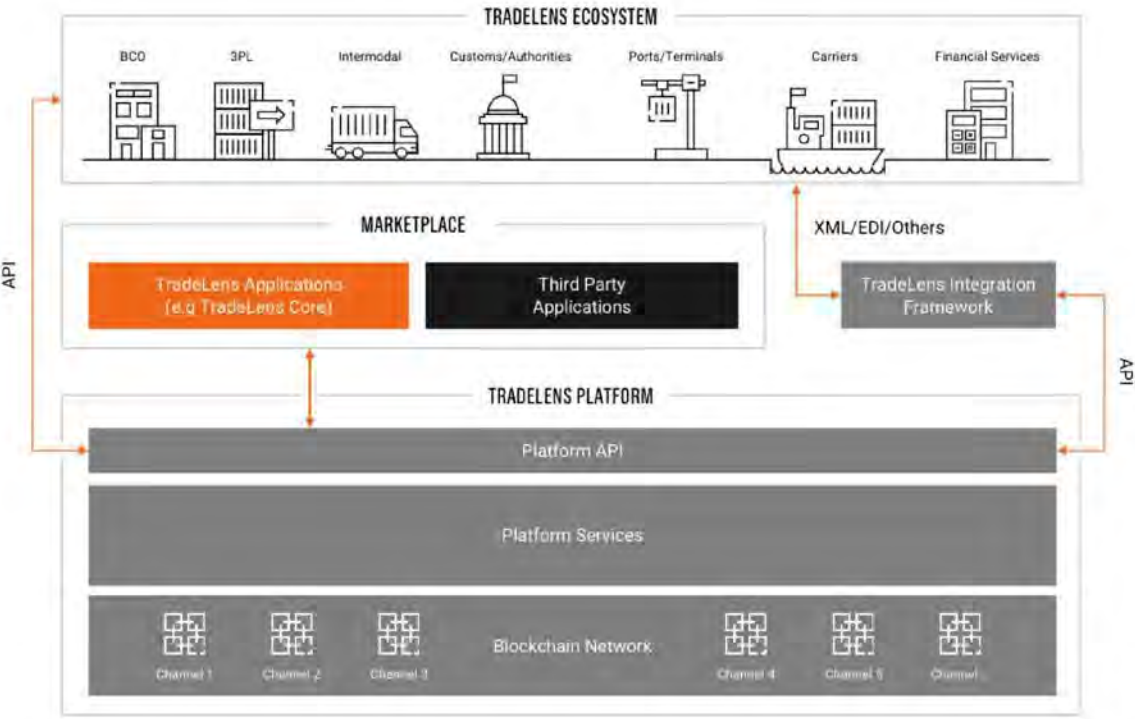 TRADELENS ECOSYSTEM
BCO
3PL
Intermodal
Customs/Authorities
Ports/Terminals
Carriers
Financial Services
XML/EDI/Others
API
MARKETPLACE
TradeLens Applications
(e.g TradeLens Core)
Third Party
Applications
TradeLens Integration
Framework
API
TRADELENS PLATFORM
Platform API
Platform Services
Blockchain Network
Channel 1
Channel 2
Channel 3
Channel 4
Channel 5
Channel